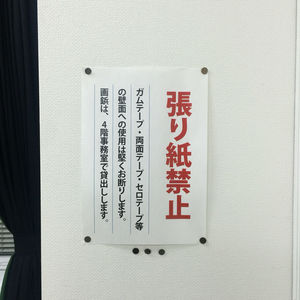 張り紙禁止
ガムテープ・両面テープ・セロテープ等
の壁面への使用は堅くお断りします。
画鋲は、4階事務室で貸出しします。